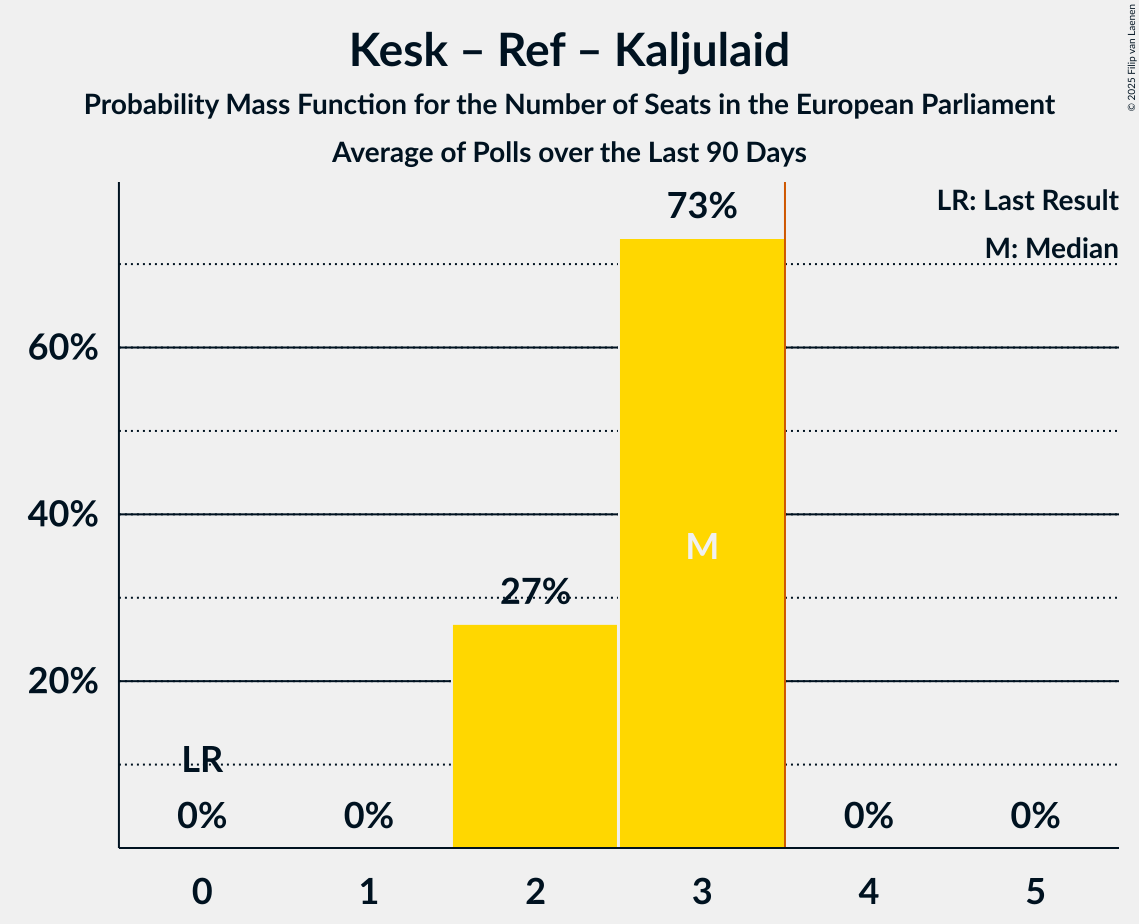 Kesk – Ref – Kaljulaid
Probability Mass Function for the Number of Seats in the European Parliament
Average of Polls over the Last 90 Days
© 2025 Filip van Laenen
LR: Last Result
M: Median
73%
60%
40%
M
27%
20%
LR
0%
0%
0%
0%
0
1
2
3
4
5